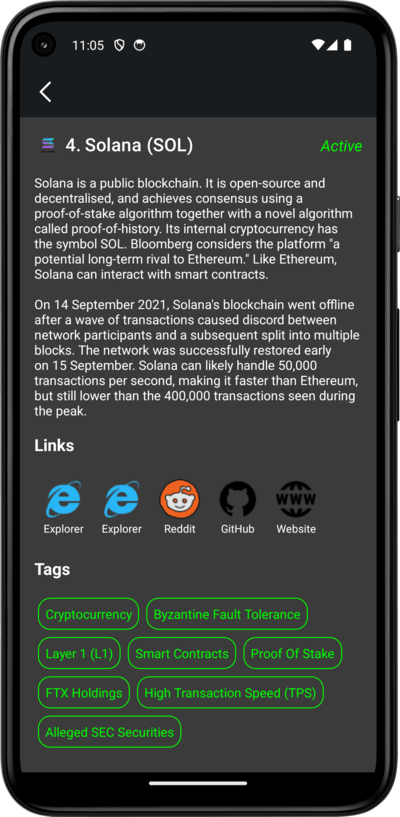 11:05
4. Solana (SOL)
Active
Solana is a public blockchain. It is open-source and
decentralised, and achieves consensus using a
proof-of-stake algorithm together with a novel algorithm
called proof-of-history. Its internal cryptocurrency has
the symbol SOL. Bloomberg considers the platform "a
potential long-term rival to Ethereum." Like Ethereum,
Solana can interact with smart contracts.
On 14 September 2021, Solana's blockchain went offline
after a wave of transactions caused discord between
network participants and a subsequent split into multiple
blocks. The network was successfully restored early
on 15 September. Solana can likely handle 50,000
transactions per second, making it faster than Ethereum,
but still lower than the 400,000 transactions seen during
the peak.
Links
WWW
Explorer Explorer Reddit GitHub Website
Tags
Cryptocurrency Byzantine Fault Tolerance
Layer 1 (L1) Smart Contracts Proof Of Stake
FTX Holdings High Transaction Speed (TPS)
Alleged SEC Securities